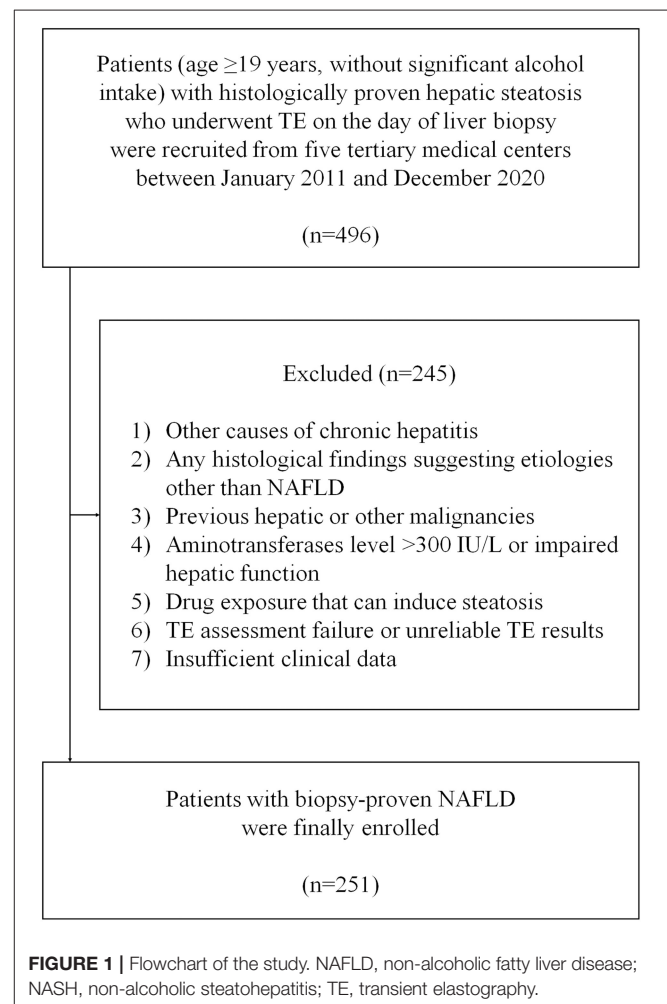 Patients (age ≥19 years, without significant alcohol
intake) with histologically proven hepatic steatosis
who underwent TE on the day of liver biopsy
were recruited from five tertiary medical centers
between January 2011 and December 2020
(n=496)
Excluded (n=245)
1) Other causes of chronic hepatitis
2) Any histological findings suggesting etiologies
other than NAFLD
3) Previous hepatic or other malignancies
4) Aminotransferases level >300 IU/L or impaired
hepatic function
5) Drug exposure that can induce steatosis
6) TE assessment failure or unreliable TE results
7) Insufficient clinical data
Patients with biopsy-proven NAFLD
were finally enrolled
(n=251)
FIGURE 1 | Flowchart of the study. NAFLD, non-alcoholic fatty liver disease;
NASH, non-alcoholic steatohepatitis; TE, transient elastography.